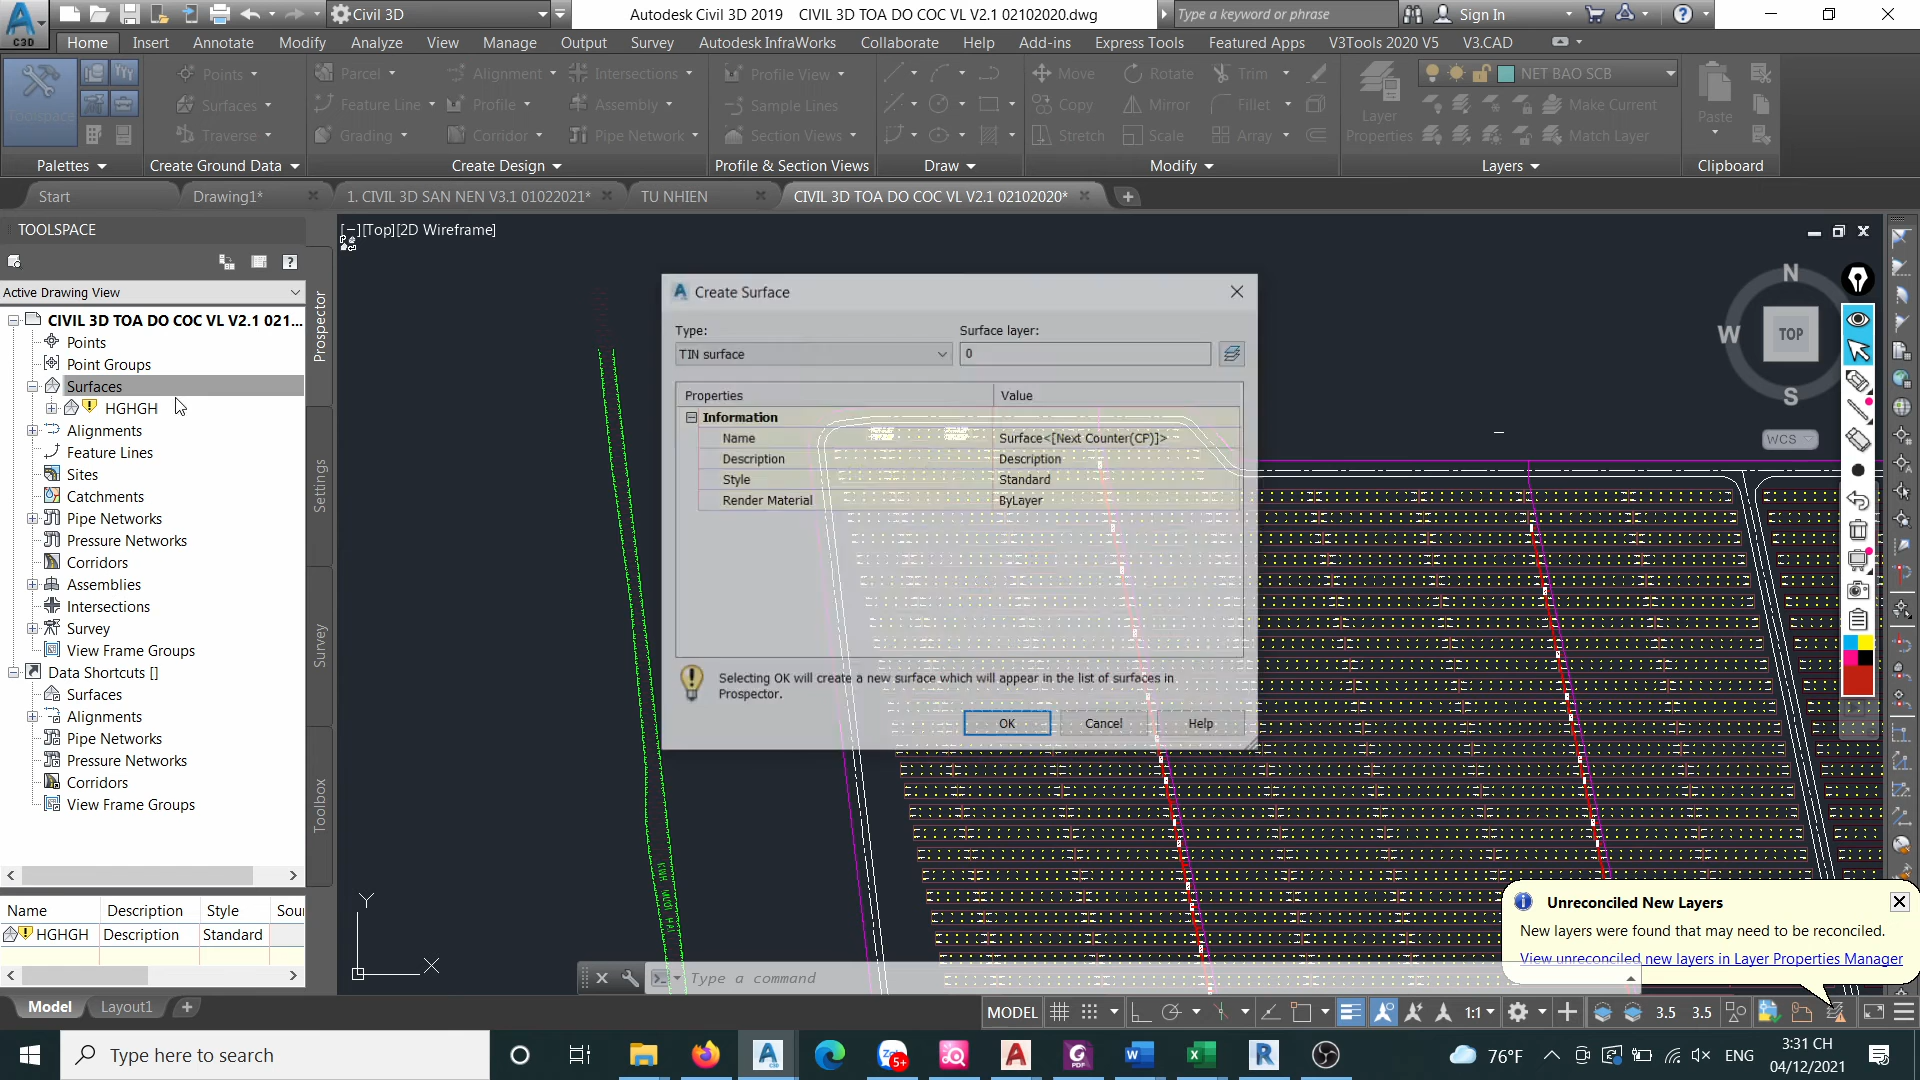 Civil 3D
Autodesk Civil 3D 2019 CIVIL 3D TOA DO COC VL V2.1 02102020.dwg
Type a keyword or phrase
Sign In
C3D
Home Insert Annotate Modify Analyze View Manage Output Survey Autodesk InfraWorks Collaborate Help Add-ins Express Tools Featured Apps V3Tools 2020 V5 V3.CAD
Toolspace
Points Parcel Alignment Intersections Profile View Move Rotate Trim NET BAO SCB
Surfaces Feature Line Profile Assembly Sample Lines Copy Mirror Fillet Make Current
Traverse Grading Corridor Pipe Network Section Views Stretch Scale Array Match Layer
Layer Properties
Paste
Palettes Create Ground Data Create Design Profile & Section Views Draw Modify Layers Clipboard
Start Drawing1* 1. CIVIL 3D SAN NEN V3.1 01022021* TU NHIEN CIVIL 3D TOA DO COC VL V2.1 02102020*
TOOLSPACE
Active Drawing View
CIVIL 3D TOA DO COC VL V2.1 021...
Points
Point Groups
Surfaces
HGHGH
Alignments
Feature Lines
Sites
Catchments
Pipe Networks
Pressure Networks
Corridors
Assemblies
Intersections
Survey
View Frame Groups
Data Shortcuts []
Surfaces
Alignments
Pipe Networks
Pressure Networks
Corridors
View Frame Groups
Prospector
Settings
Survey
Toolbox
Name Description Style Sour
HGHGH Description Standard
[−][Top][2D Wireframe]
Create Surface
Type:
Surface layer:
TIN surface
0
Properties Value
Information
Name Surface<[Next Counter(CP)]>
Description Description
Style Standard
Render Material ByLayer
Selecting OK will create a new surface which will appear in the list of surfaces in
Prospector.
OK Cancel Help
N
W TOP
S
WCS
Y
X
Type a command
Unreconciled New Layers
New layers were found that may need to be reconciled.
View unreconciled new layers in Layer Properties Manager
Model Layout1
MODEL 1:1 3.5 3.5
Type here to search
5+
76°F
ENG
3:31 CH
04/12/2021